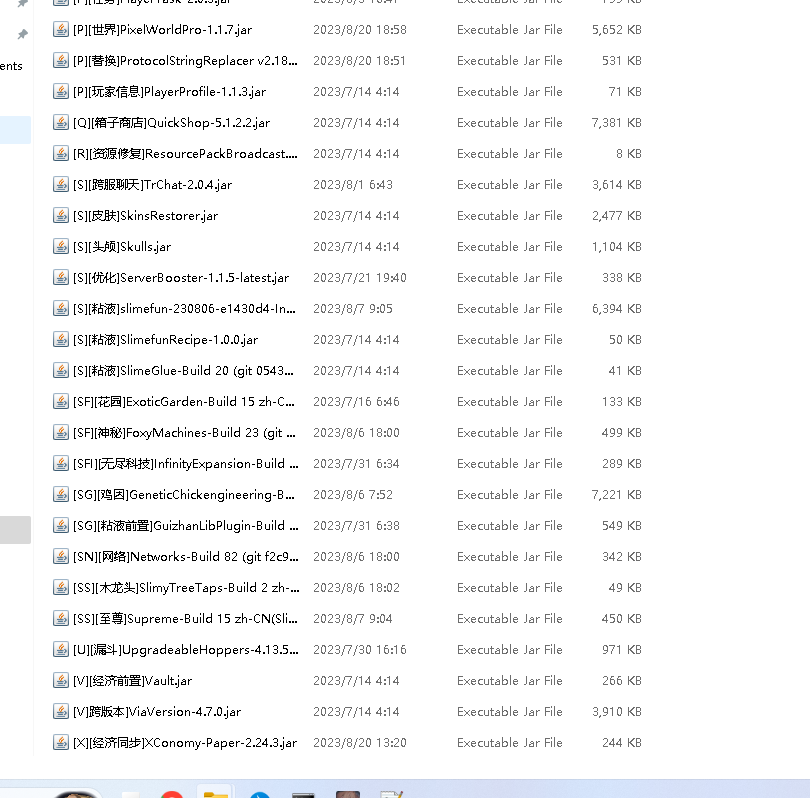 [P][世界]PixelWorldPro-1.1.7.jar 2023/8/20 18:58 Executable Jar File 5,652 KB
[P][替换]ProtocolStringReplacer v2.18... 2023/8/20 18:51 Executable Jar File 531 KB
ents
[P][玩家信息]PlayerProfile-1.1.3.jar 2023/7/14 4:14 Executable Jar File 71 KB
[Q][箱子商店]QuickShop-5.1.2.2.jar 2023/7/14 4:14 Executable Jar File 7,381 KB
[R][资源修复]ResourcePackBroadcast.... 2023/7/14 4:14 Executable Jar File 8 KB
[S][跨服聊天]TrChat-2.0.4.jar 2023/8/1 6:43 Executable Jar File 3,614 KB
[S][皮肤]SkinsRestorer.jar 2023/7/14 4:14 Executable Jar File 2,477 KB
[S][头颅]Skulls.jar 2023/7/14 4:14 Executable Jar File 1,104 KB
[S][优化]ServerBooster-1.1.5-latest.jar 2023/7/21 19:40 Executable Jar File 338 KB
[S][粘液]slimefun-230806-e1430d4-In... 2023/8/7 9:05 Executable Jar File 6,394 KB
[S][粘液]SlimefunRecipe-1.0.0.jar 2023/7/14 4:14 Executable Jar File 50 KB
[S][粘液]SlimeGlue-Build 20 (git 0543... 2023/7/14 4:14 Executable Jar File 41 KB
[SF][花园]ExoticGarden-Build 15 zh-C... 2023/7/16 6:46 Executable Jar File 133 KB
[SF][神秘]FoxyMachines-Build 23 (git ... 2023/8/6 18:00 Executable Jar File 499 KB
[SFI][无尽科技]InfinityExpansion-Build ... 2023/7/31 6:34 Executable Jar File 289 KB
[SG][鸡因]GeneticChickengineering-B... 2023/8/6 7:52 Executable Jar File 7,221 KB
[SG][粘液前置]GuizhanLibPlugin-Build ... 2023/7/31 6:38 Executable Jar File 549 KB
[SN][网络]Networks-Build 82 (git f2c9... 2023/8/6 18:00 Executable Jar File 342 KB
[SS][木龙头]SlimyTreeTaps-Build 2 zh-... 2023/8/6 18:02 Executable Jar File 49 KB
[SS][至尊]Supreme-Build 15 zh-CN(Sli... 2023/8/7 9:04 Executable Jar File 450 KB
[U][漏斗]UpgradeableHoppers-4.13.5... 2023/7/30 16:16 Executable Jar File 971 KB
[V][经济前置]Vault.jar 2023/7/14 4:14 Executable Jar File 266 KB
[V]跨版本]ViaVersion-4.7.0.jar 2023/7/14 4:14 Executable Jar File 3,910 KB
[X][经济同步]XConomy-Paper-2.24.3.jar 2023/8/20 13:20 Executable Jar File 244 KB